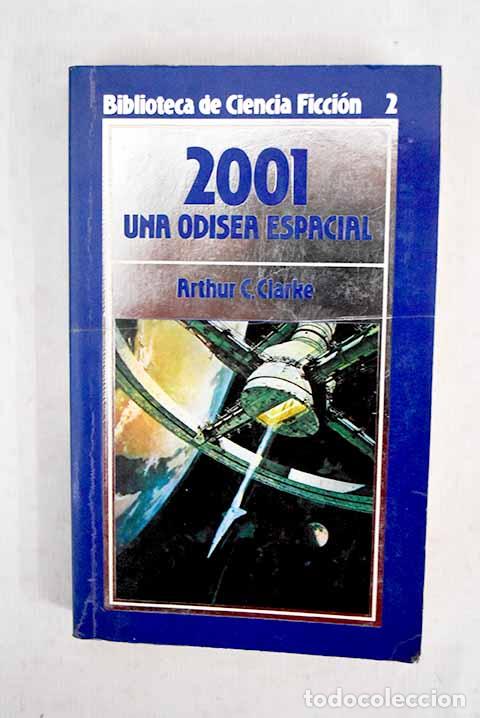 Biblioteca de Ciencia Ficción 2
2001
UNA ODISEA ESPACIAL
Arthur C. Clarke
todocoleccion